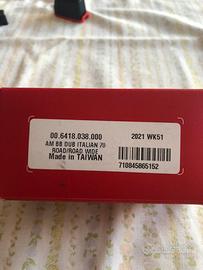 00.6418.038.000
2021 WK51
AM BB DUB ITALIAN 70
ROAD/ROAD WIDE
Made in TAIWAN
710845865152